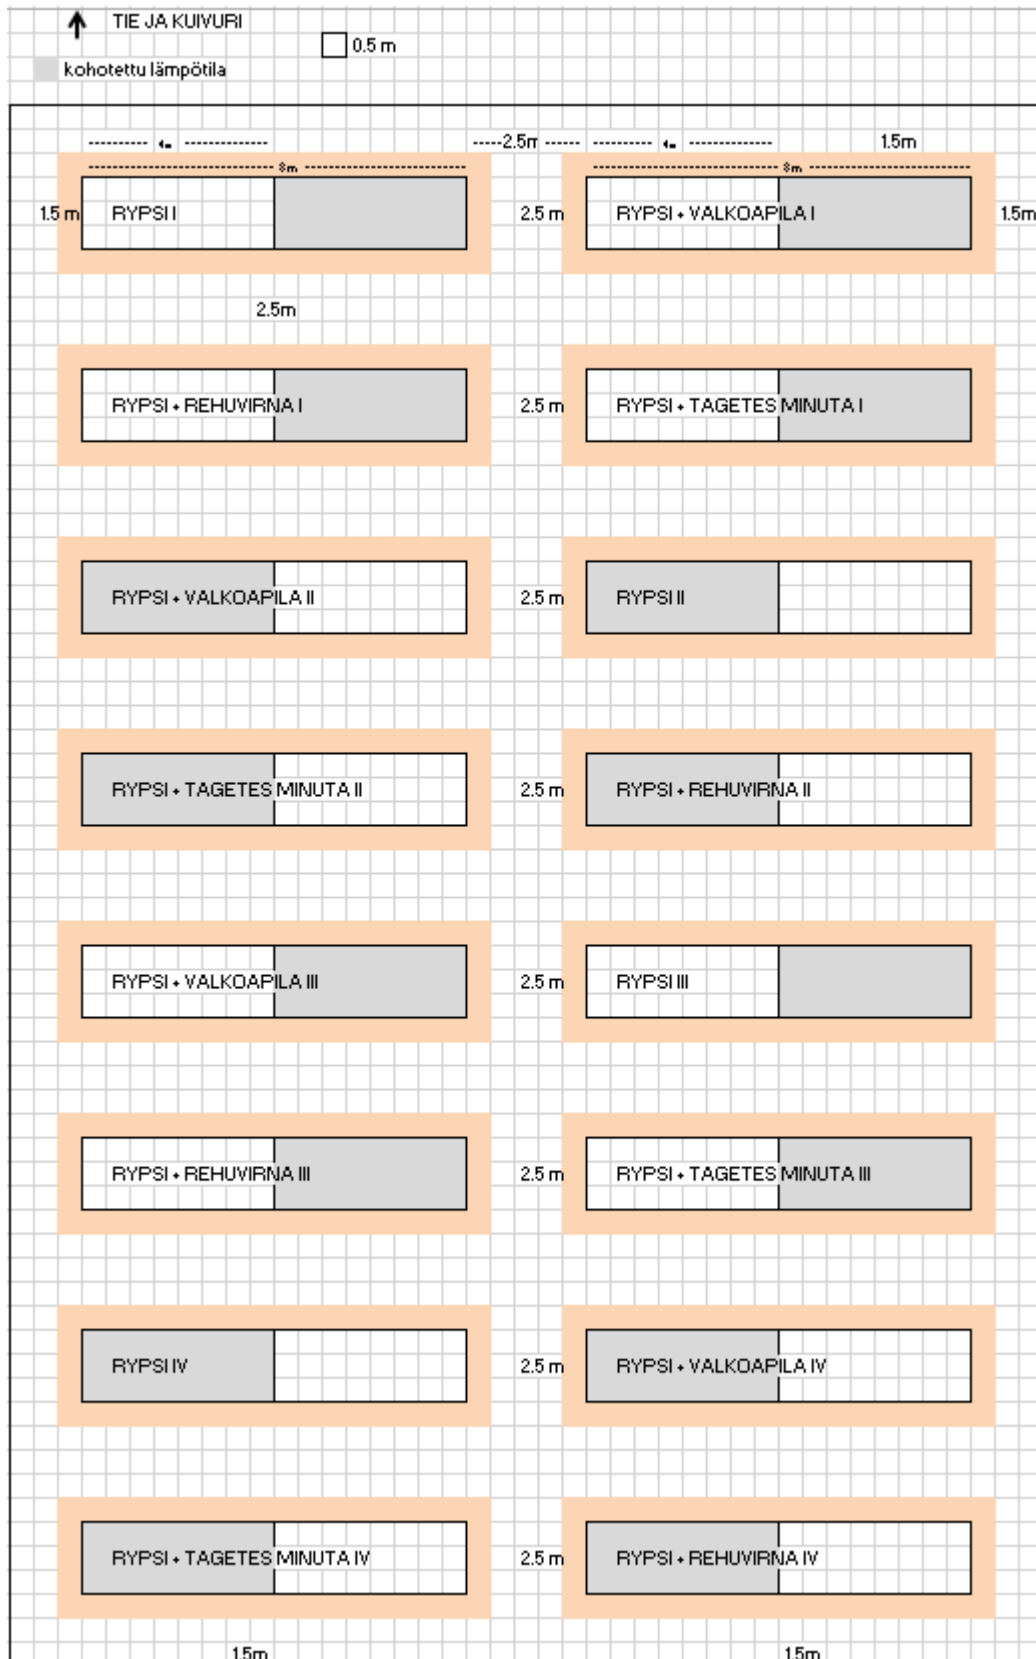 TIE JA KUIVURI
0.5 m
kohotettu lämpötila
4m 2.5m 4m 1.5m
8m 8m
1.5 m RYPSI I 2.5 m RYPSI + VALKOAPILA I 1.5m
2.5m
RYPSI + REHUVIRNA I 2.5 m RYPSI + TAGETES MINUTA I
RYPSI + VALKOAPILA II 2.5 m RYPSI II
RYPSI + TAGETES MINUTA II 2.5 m RYPSI + REHUVIRNA II
RYPSI + VALKOAPILA III 2.5 m RYPSI III
RYPSI + REHUVIRNA III 2.5 m RYPSI + TAGETES MINUTA III
RYPSI IV 2.5 m RYPSI + VALKOAPILA IV
RYPSI + TAGETES MINUTA IV 2.5 m RYPSI + REHUVIRNA IV
1.5m 1.5m